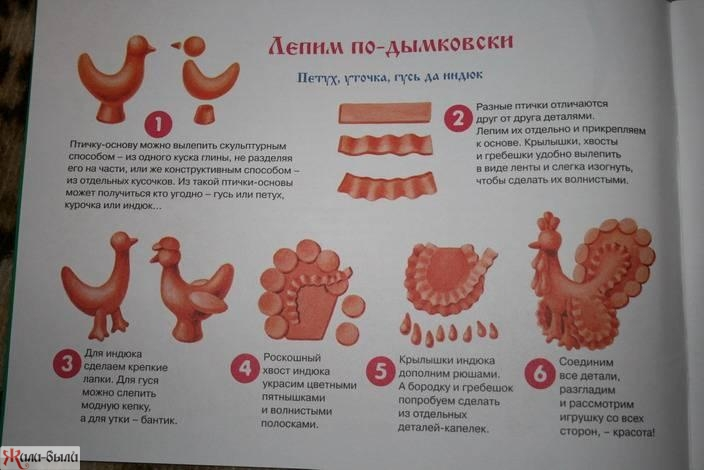 Лепим по-дымковски
Петух, уточка, гусь да индюк
1
Птичку-основу можно вылепить скульптурным
способом – из одного куска глины, не разделяя
его на части, или же конструктивным способом –
из отдельных кусочков. Из такой птички-основы
может получиться кто угодно – гусь или петух,
курочка или индюк...
2
Разные птички отличаются
друг от друга деталями.
Лепим их отдельно и прикрепляем
к основе. Крылышки, хвосты
и гребешки удобно вылепить
в виде ленты и слегка изогнуть,
чтобы сделать их волнистыми.
3
Для индюка
сделаем крепкие
лапки. Для гуся
можно слепить
модную кепку,
а для утки – бантик.
4
Роскошный
хвост индюка
украсим цветными
пятнышками
и волнистыми
полосками.
5
Крылышки индюка
дополним рюшами.
А бородку и гребешок
попробуем сделать
из отдельных
деталей-капелек.
6
Соединим
все детали,
разгладим
и рассмотрим
игрушку со всех
сторон, – красота!
Жили-были